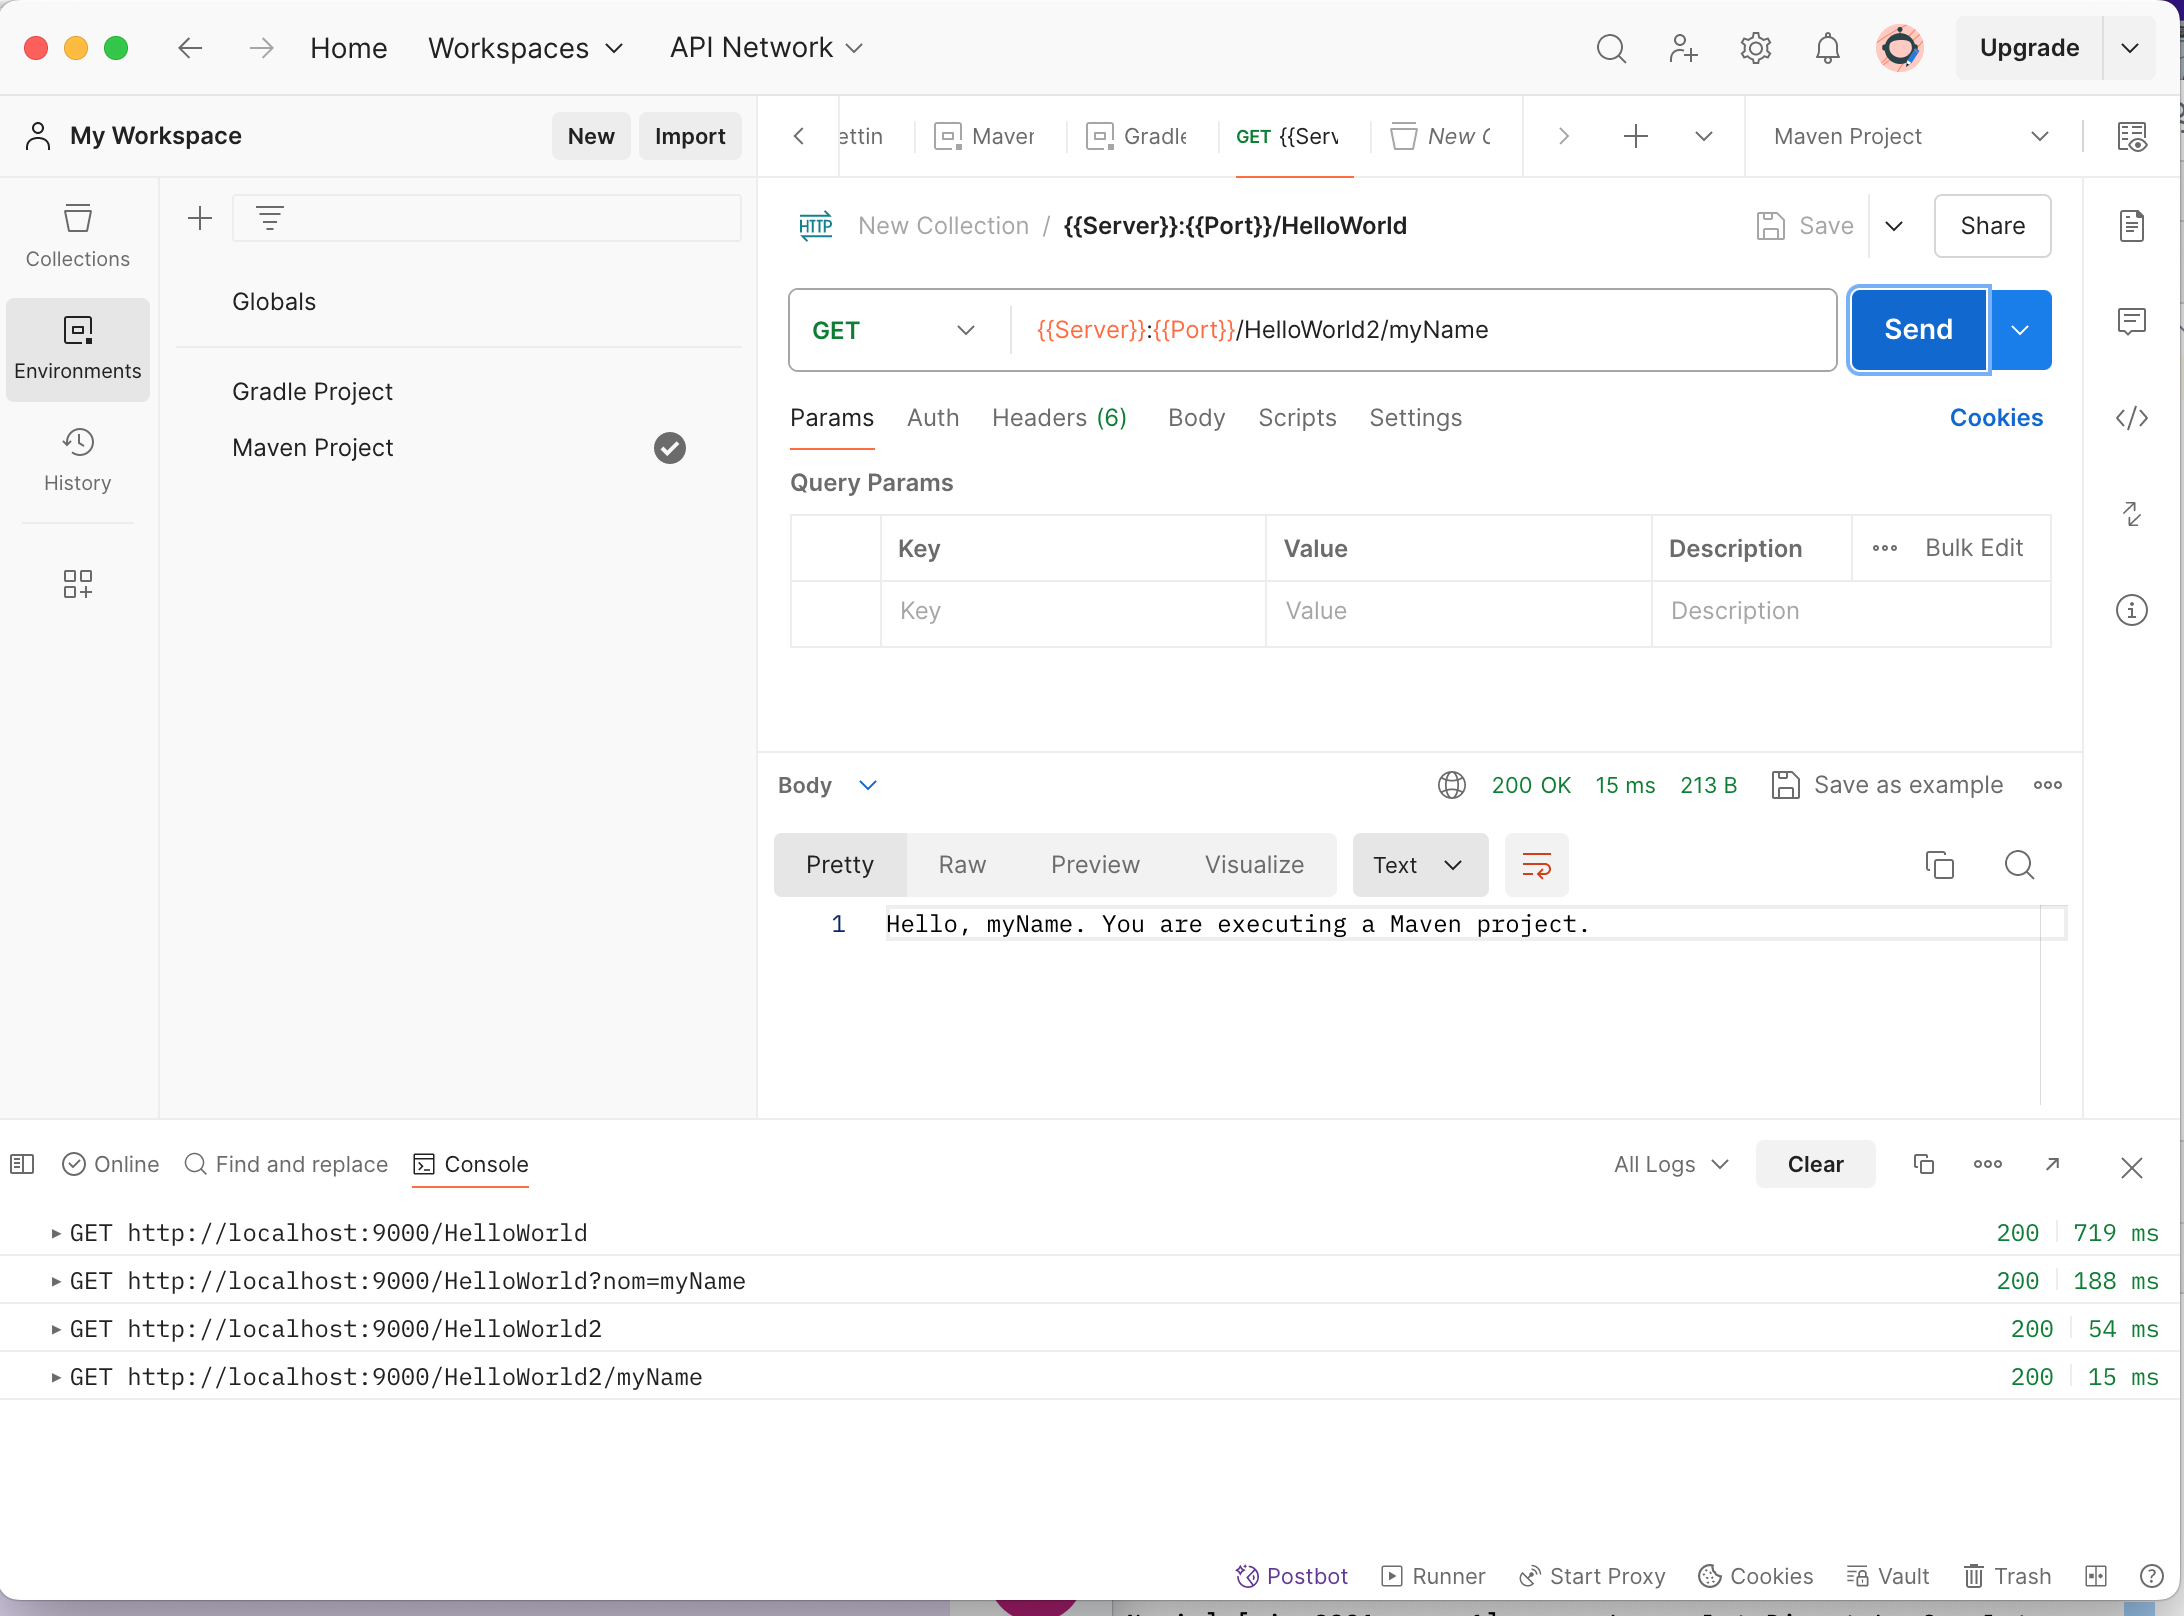 Home Workspaces API Network Upgrade
My Workspace New Import ettin Maver Gradle GET {{Serv New C Maven Project
HTTP New Collection / {{Server}}:{{Port}}/HelloWorld Save Share
Collections
Environments
History
Globals
Gradle Project
Maven Project
GET {{Server}}:{{Port}}/HelloWorld2/myName Send
Params Auth Headers (6) Body Scripts Settings Cookies
Query Params
Key Value Description Bulk Edit
Key Value Description
Body 200 OK 15 ms 213 B Save as example
Pretty Raw Preview Visualize Text
1 Hello, myName. You are executing a Maven project.
Online Find and replace Console All Logs Clear
GET http://localhost:9000/HelloWorld 200 719 ms
GET http://localhost:9000/HelloWorld?nom=myName 200 188 ms
GET http://localhost:9000/HelloWorld2 200 54 ms
GET http://localhost:9000/HelloWorld2/myName 200 15 ms
Postbot Runner Start Proxy Cookies Vault Trash